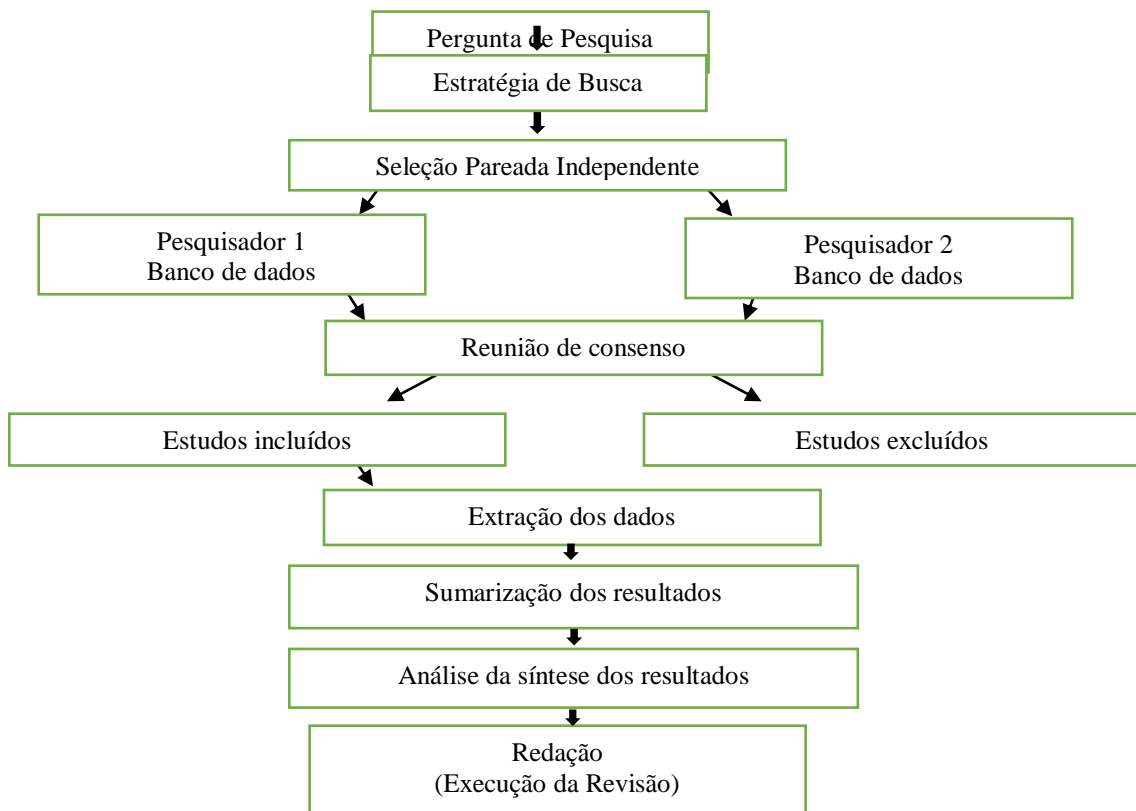 Pergunta de Pesquisa
Estratégia de Busca
Seleção Pareada Independente
Pesquisador 1
Banco de dados
Pesquisador 2
Banco de dados
Reunião de consenso
Estudos incluídos
Estudos excluídos
Extração dos dados
Sumarização dos resultados
Análise da síntese dos resultados
Redação
(Execução da Revisão)